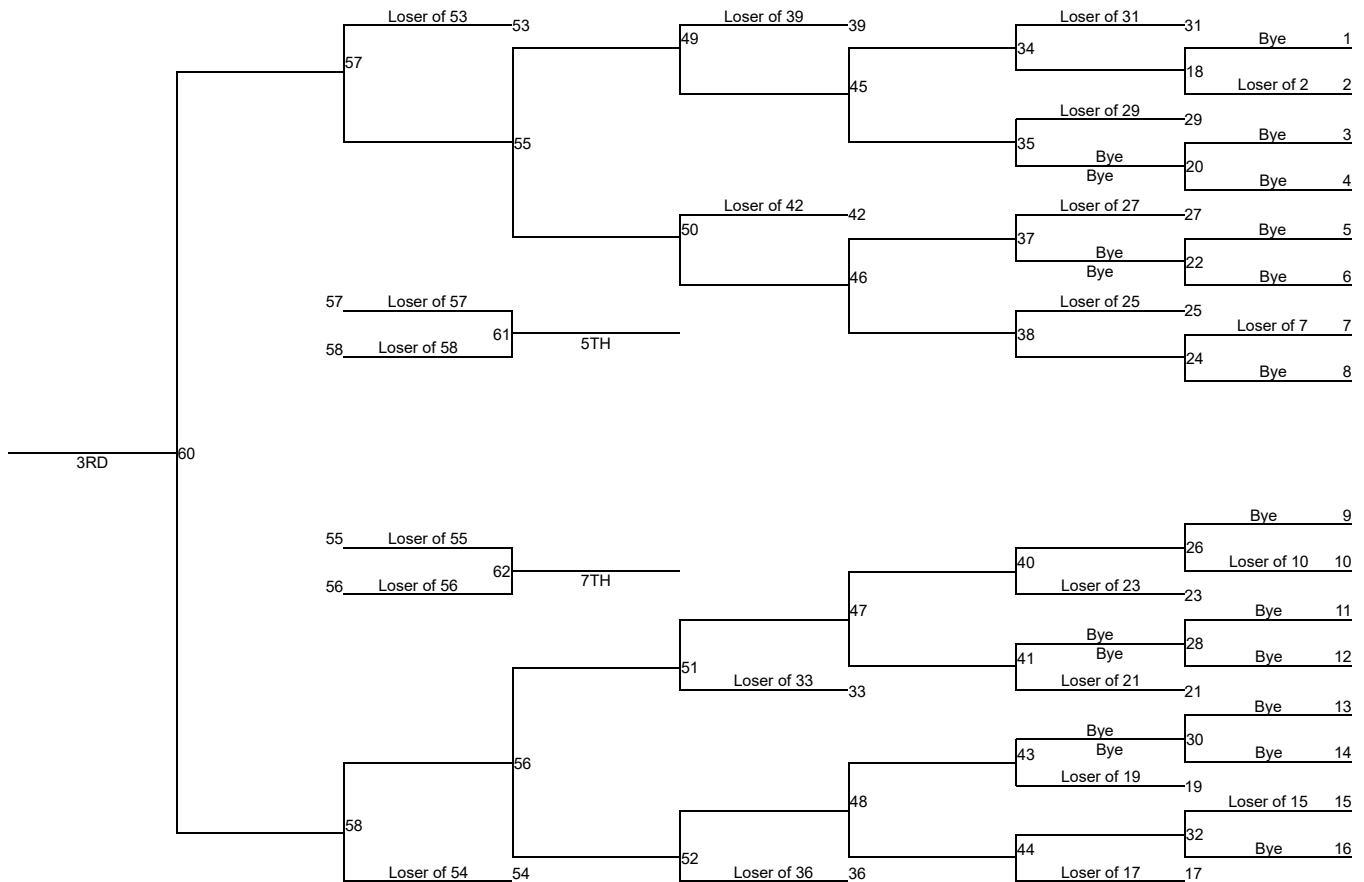 Loser of 53 53 Loser of 39 39 Loser of 31 31
Bye 1
49 34
57 18
Loser of 2 2
45
Loser of 29 29
Bye 3
55 35
Bye 20
Bye
Bye 4
Loser of 42 42 Loser of 27 27
50 37 Bye 5
Bye 22
Bye
46 Bye 6
57 Loser of 57 Loser of 25 25
Loser of 7 7
61 38
5TH
58 Loser of 58 24
Bye 8
60
3RD
Bye 9
55 Loser of 55 26
40 Loser of 10 10
62
7TH
56 Loser of 56 Loser of 23 23
47 Bye 11
Bye 28
Bye
51 41 Bye 12
Loser of 33 33 Loser of 21 21
Bye 13
Bye 30
Bye
56 43 Bye 14
Loser of 19 19
48 Loser of 15 15
58 32
52 44 Bye 16
Loser of 54 54 Loser of 36 36 Loser of 17 17